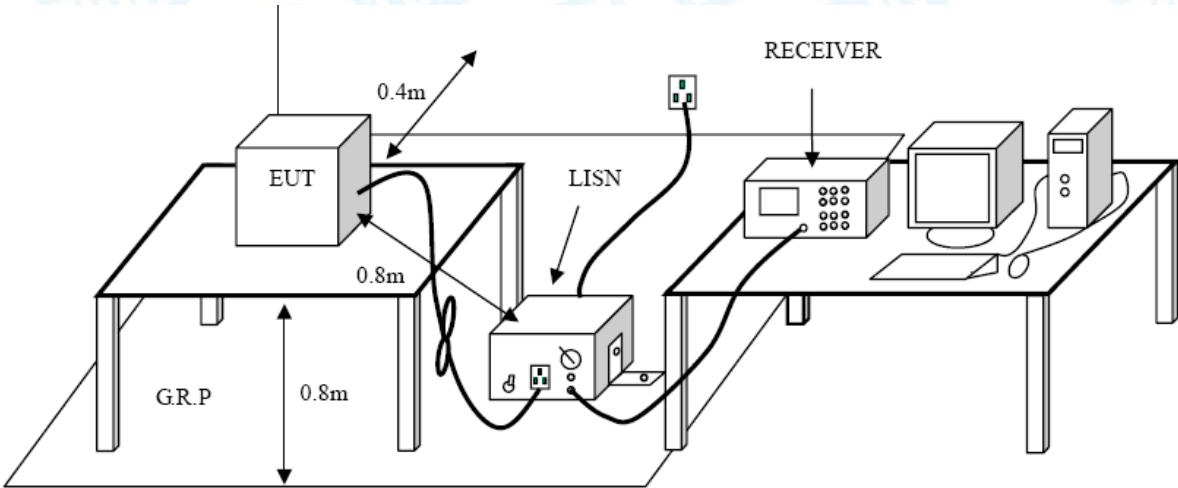 RECEIVER
0.4m
EUT
LISN
0.8m
G.R.P
0.8m